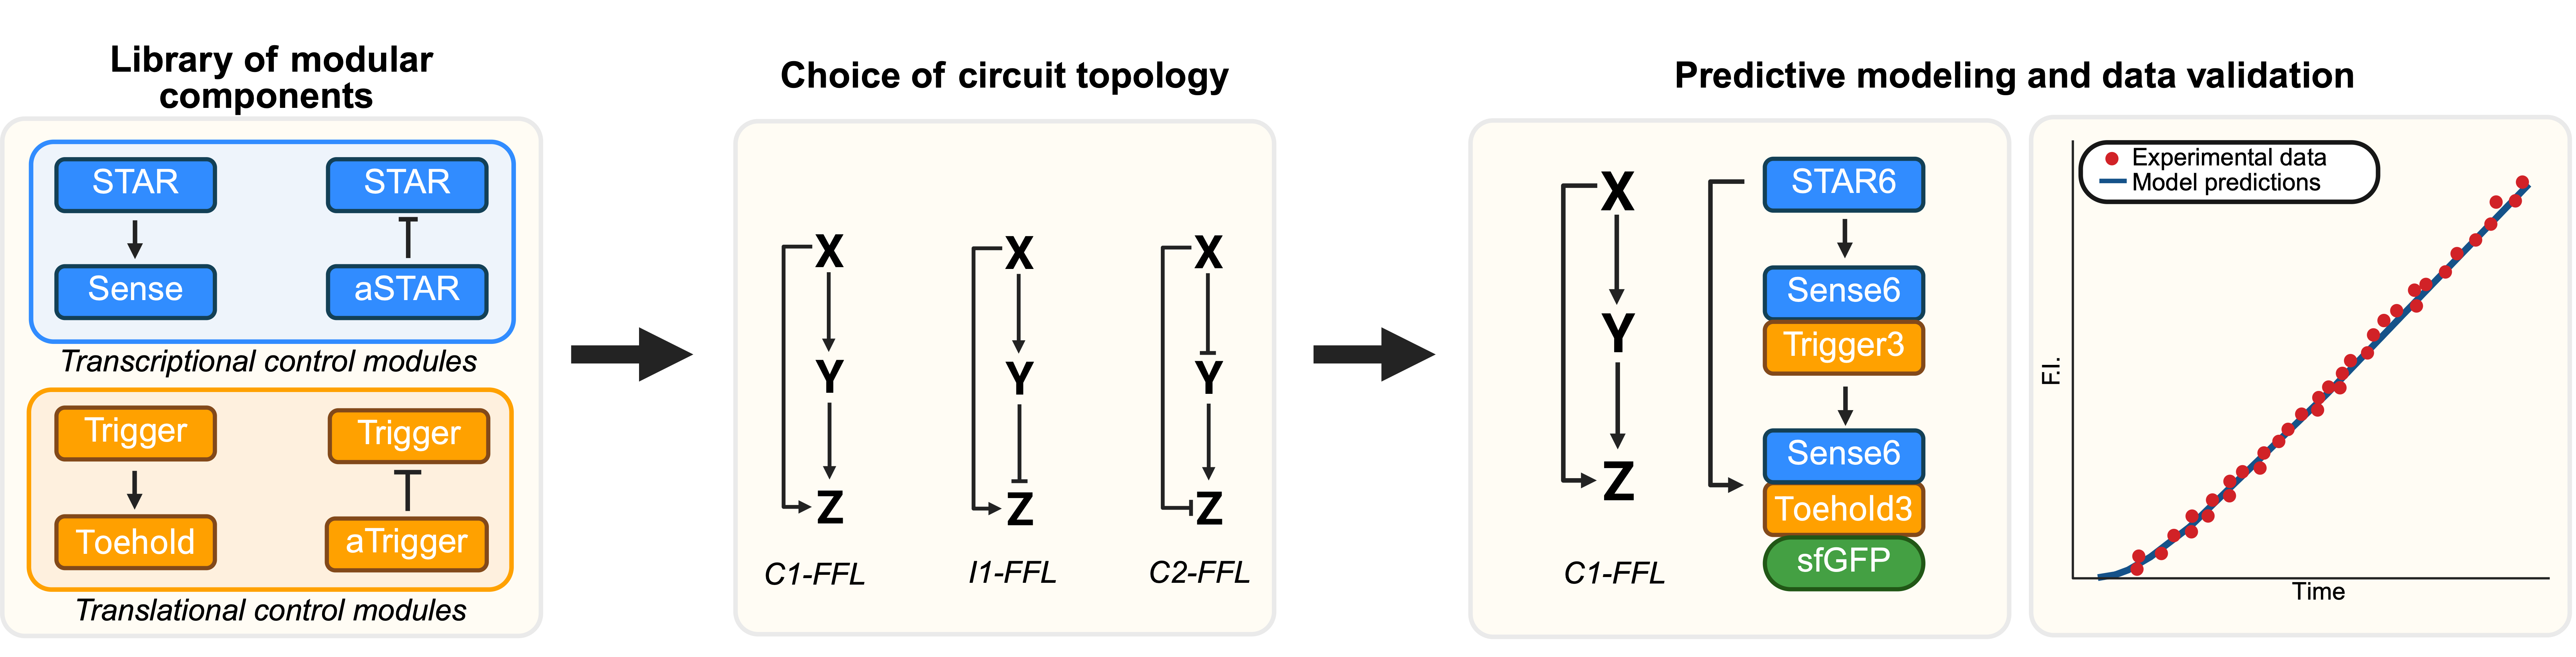 Library of modular
components
STAR
STAR
Sense
aSTAR
Transcriptional control modules
Trigger
Trigger
Toehold
aTrigger
Translational control modules
Choice of circuit topology
X
Y
Z
C1-FFL
X
Y
Z
I1-FFL
X
Y
Z
C2-FFL
Predictive modeling and data validation
X
Y
Z
C1-FFL
STAR6
Sense6
Trigger3
Sense6
Toehold3
sfGFP
Experimental data
Model predictions
F.I.
Time